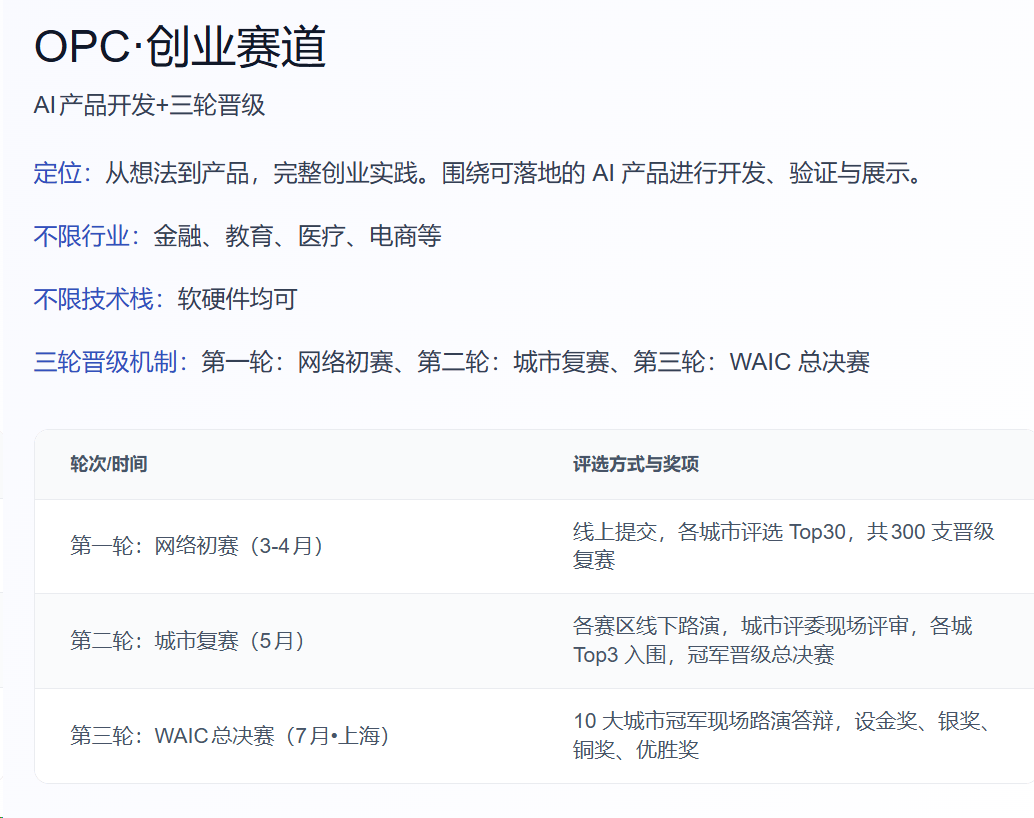 OPC·创业赛道
AI产品开发+三轮晋级
定位：从想法到产品，完整创业实践。围绕可落地的 AI 产品进行开发、验证与展示。
不限行业：金融、教育、医疗、电商等
不限技术栈：软硬件均可
三轮晋级机制：第一轮：网络初赛、第二轮：城市复赛、第三轮：WAIC 总决赛
轮次/时间
评选方式与奖项
第一轮：网络初赛（3-4月）
线上提交，各城市评选 Top30，共300 支晋级
复赛
第二轮：城市复赛（5月）
各赛区线下路演，城市评委现场评审，各城
Top3 入围，冠军晋级总决赛
第三轮：WAIC总决赛（7月•上海）
10 大城市冠军现场路演答辩，设金奖、银奖、
铜奖、优胜奖